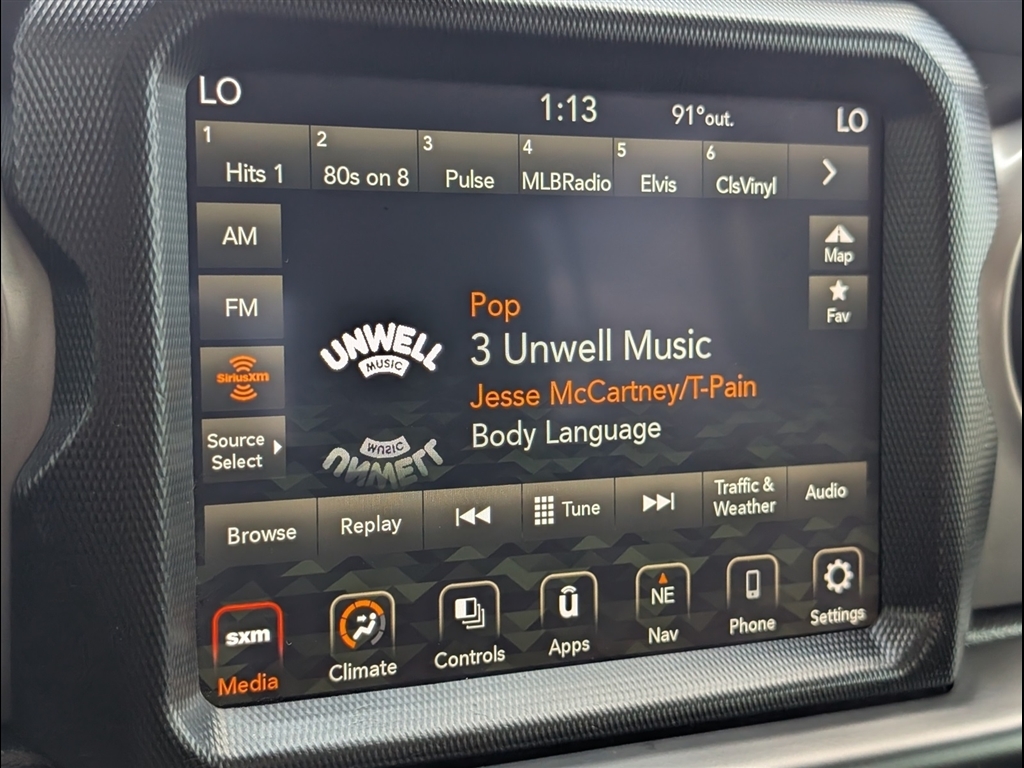 LO
1:13
91°out.
LO
1
Hits 1
2
80s on 8
3
Pulse
4
MLBRadio
5
Elvis
6
ClsVinyl
AM
FM
SiriusXM
Source
Select
Map
Fav
UNWELL
MUSIC
Pop
3 Unwell Music
Jesse McCartney/T-Pain
Body Language
MUSIC
UNWELL
Browse
Replay
Tune
Traffic &
Weather
Audio
sxm
Media
Climate
Controls
û
Apps
NE
Nav
Phone
Settings